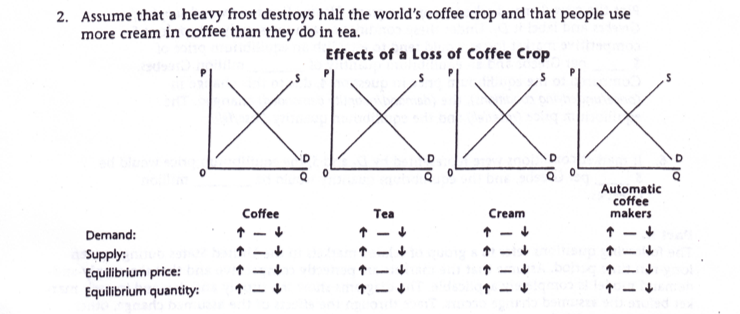 2. Assume that a heavy frost destroys half the world's coffee crop and that people use
more cream in coffee than they do in tea.
Effects of a Loss of Coffee Crop
P S P S P S P S
D D D D
0 Q 0 Q 0 Q 0 Q
Coffee Tea Cream Automatic
coffee
makers
Demand: ↑ – ↓ ↑ – ↓ ↑ – ↓ ↑ – ↓
Supply: ↑ – ↓ ↑ – ↓ ↑ – ↓ ↑ – ↓
Equilibrium price: ↑ – ↓ ↑ – ↓ ↑ – ↓ ↑ – ↓
Equilibrium quantity: ↑ – ↓ ↑ – ↓ ↑ – ↓ ↑ – ↓